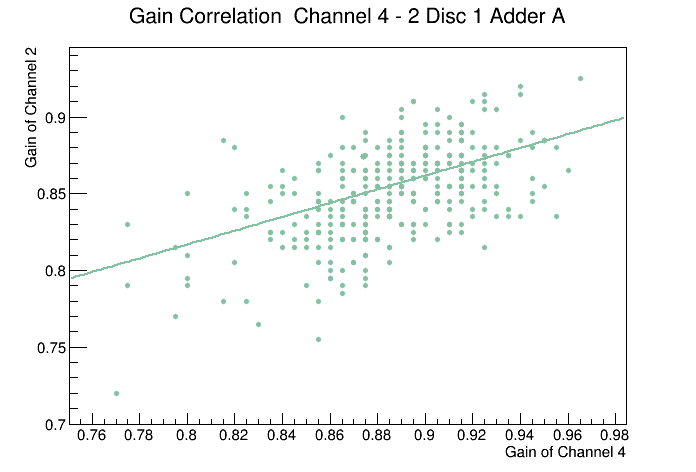 Gain Correlation  Channel 4 - 2 Disc 1 Adder A
Gain of Channel 2
0.9
0.85
0.8
0.75
0.7
0.76 0.78 0.8 0.82 0.84 0.86 0.88 0.9 0.92 0.94 0.96 0.98
Gain of Channel 4